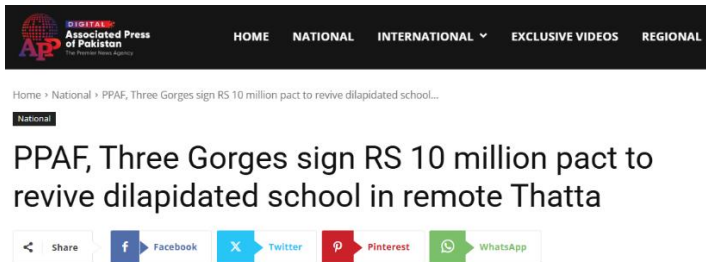 DIGITAL
Associated Press
of Pakistan
The Premier News Agency
APP
HOME NATIONAL INTERNATIONAL EXCLUSIVE VIDEOS REGIONAL
Home › National › PPAF, Three Gorges sign RS 10 million pact to revive dilapidated school...
National
PPAF, Three Gorges sign RS 10 million pact to
revive dilapidated school in remote Thatta
Share Facebook Twitter Pinterest WhatsApp